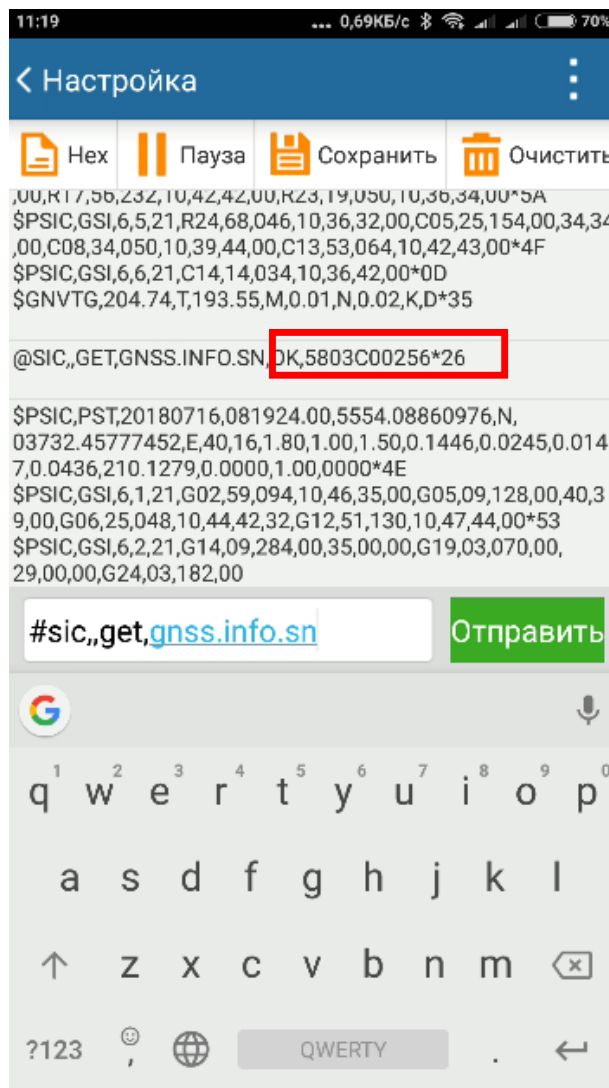 11:19 ... 0,69КБ/с 70%
Настройка
Hex Пауза Сохранить Очистить
,00,R17,56,232,10,42,42,00,R23,19,050,10,36,34,00*5A
$PSIC,GSI,6,5,21,R24,68,046,10,36,32,00,C05,25,154,00,34,34
,00,C08,34,050,10,39,44,00,C13,53,064,10,42,43,00*4F
$PSIC,GSI,6,6,21,C14,14,034,10,36,42,00*0D
$GNVTG,204.74,T,193.55,M,0.01,N,0.02,K,D*35
@SIC,,GET,GNSS.INFO.SN,OK,5803C00256*26
$PSIC,PST,20180716,081924.00,5554.08860976,N,
03732.45777452,E,40,16,1.80,1.00,1.50,0.1446,0.0245,0.014
7,0.0436,210.1279,0.0000,1.00,0000*4E
$PSIC,GSI,6,1,21,G02,59,094,10,46,35,00,G05,09,128,00,40,3
9,00,G06,25,048,10,44,42,32,G12,51,130,10,47,44,00*53
$PSIC,GSI,6,2,21,G14,09,284,00,35,00,00,G19,03,070,00,
29,00,00,G24,03,182,00
#sic,,get,gnss.info.sn Отправить
G
1 2 3 4 5 6 7 8 9 0
q w e r t y u i o p
a s d f g h j k l
z x c v b n m
?123 , QWERTY .